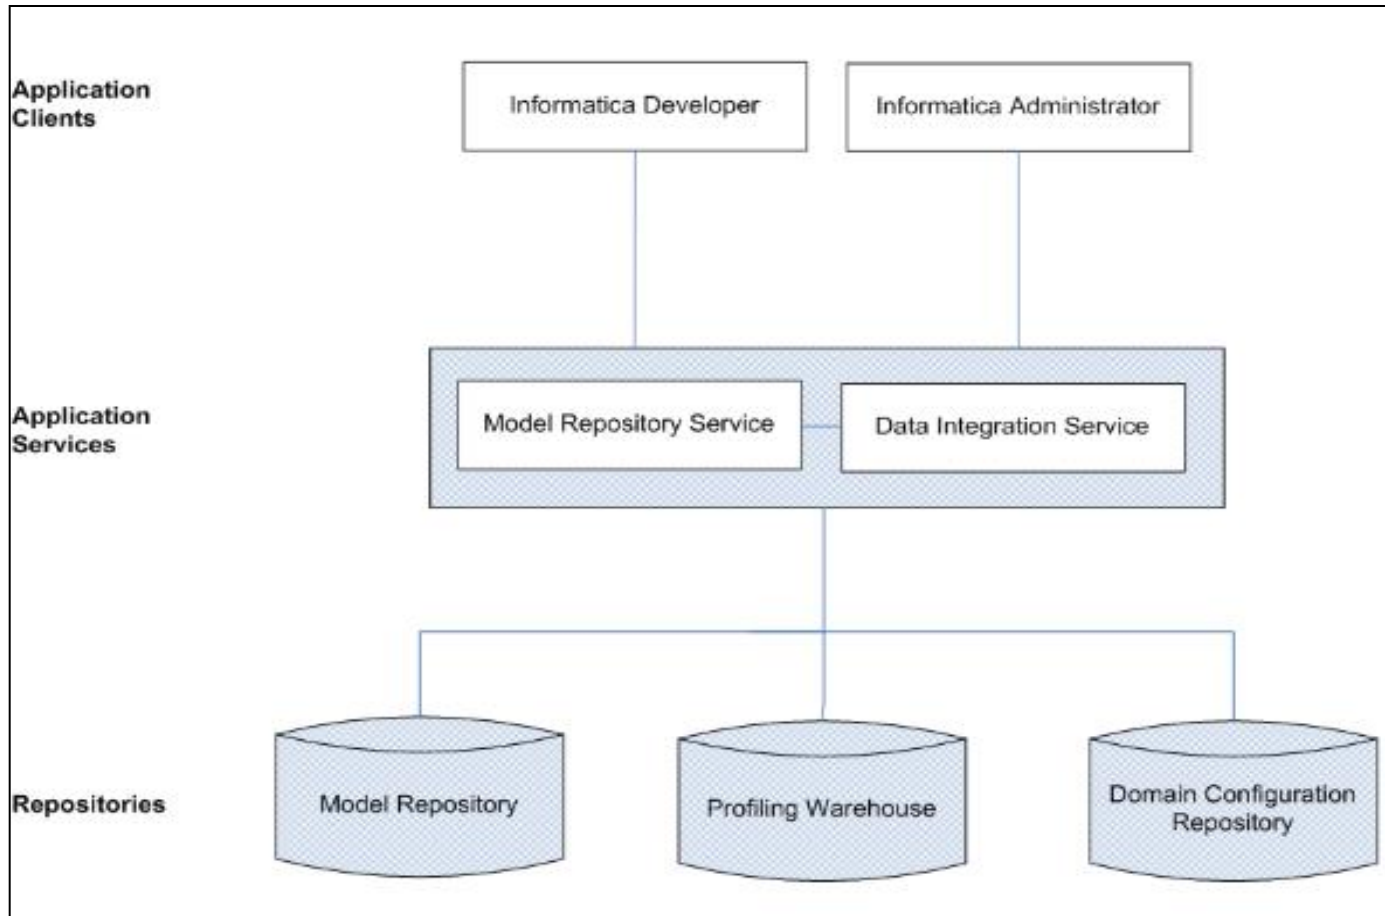 Application
Clients
Informatica Developer
Informatica Administrator
Application
Services
Model Repository Service
Data Integration Service
Repositories
Model Repository
Profiling Warehouse
Domain Configuration
Repository